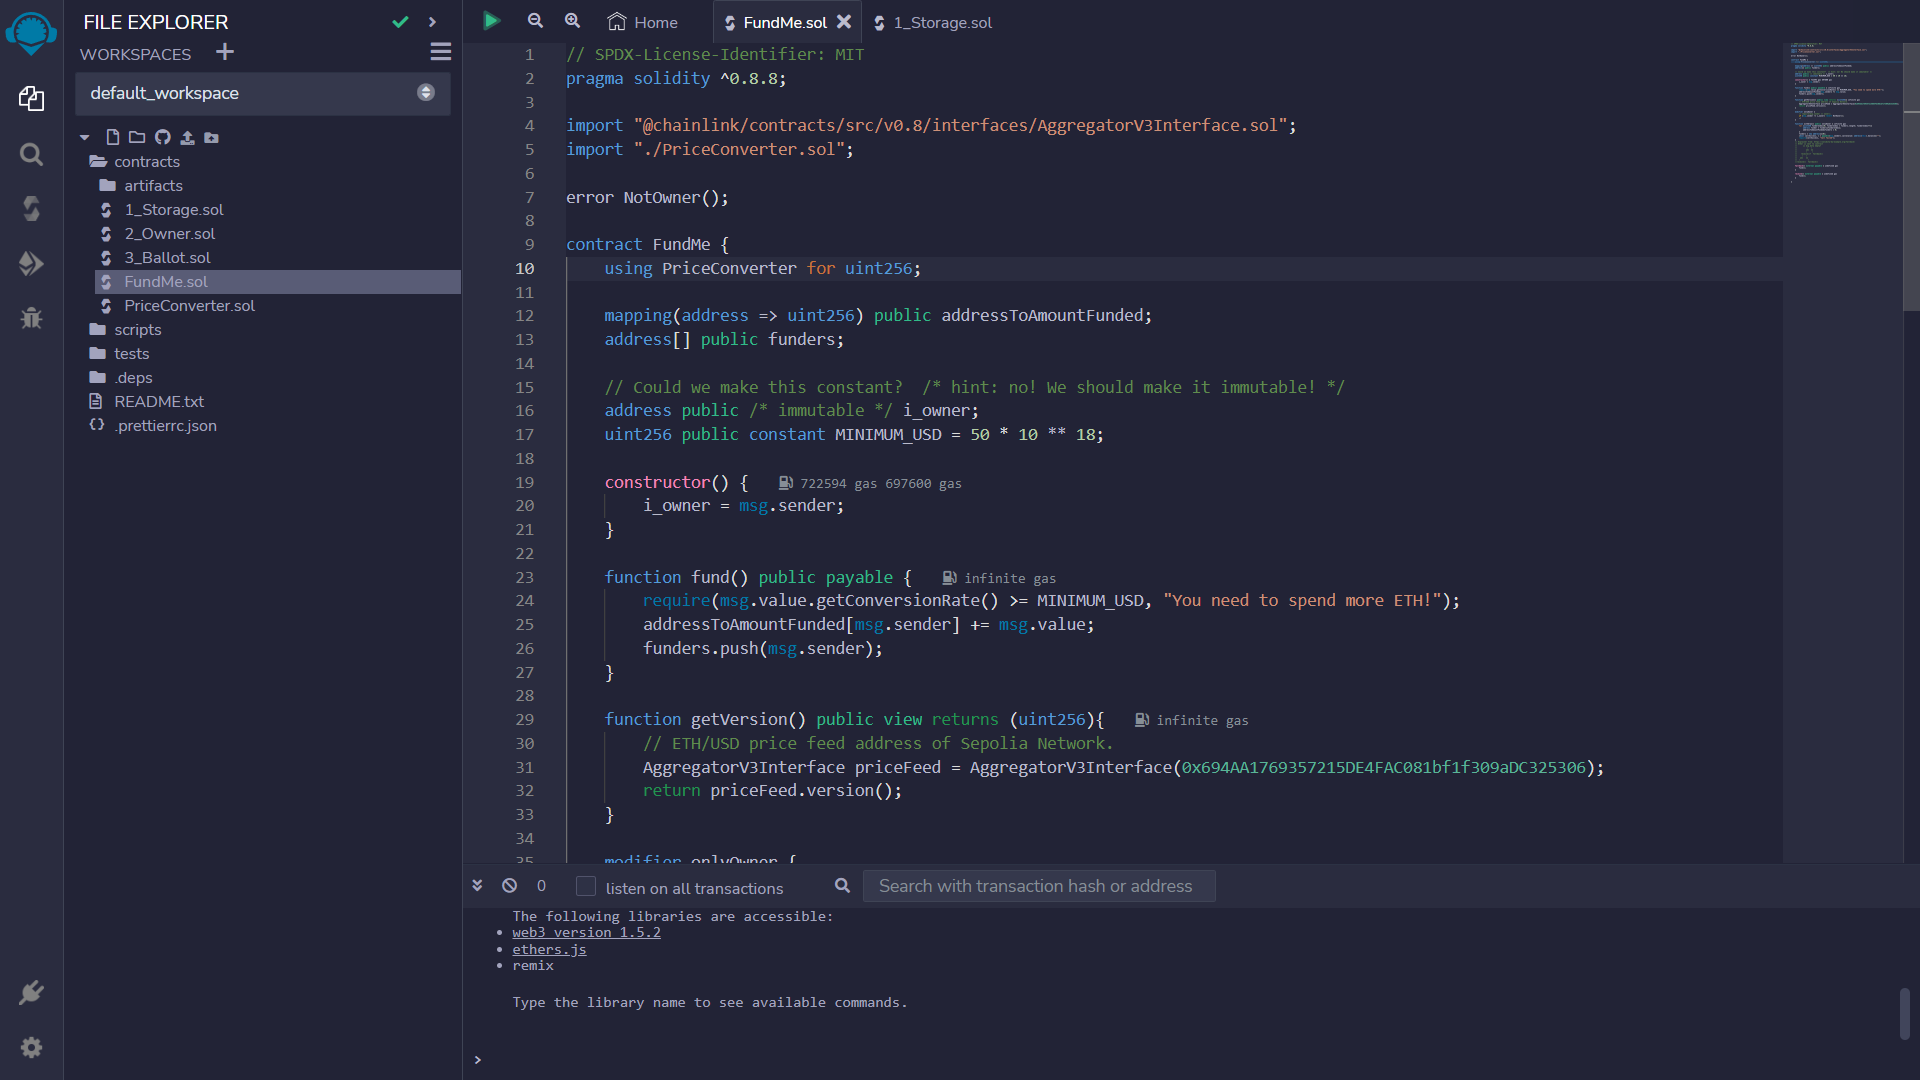 FILE EXPLORER
WORKSPACES
default_workspace
contracts
artifacts
1_Storage.sol
2_Owner.sol
3_Ballot.sol
FundMe.sol
PriceConverter.sol
scripts
tests
.deps
README.txt
.prettierrc.json
Home
FundMe.sol
1_Storage.sol
1 // SPDX-License-Identifier: MIT
2 pragma solidity ^0.8.8;
3
4 import "@chainlink/contracts/src/v0.8/interfaces/AggregatorV3Interface.sol";
5 import "./PriceConverter.sol";
6
7 error NotOwner();
8
9 contract FundMe {
10 using PriceConverter for uint256;
11
12 mapping(address => uint256) public addressToAmountFunded;
13 address[] public funders;
14
15 // Could we make this constant?  /* hint: no! We should make it immutable! */
16 address public /* immutable */ i_owner;
17 uint256 public constant MINIMUM_USD = 50 * 10 ** 18;
18
19 constructor() { 722594 gas 697600 gas
20 i_owner = msg.sender;
21 }
22
23 function fund() public payable { infinite gas
24 require(msg.value.getConversionRate() >= MINIMUM_USD, "You need to spend more ETH!");
25 addressToAmountFunded[msg.sender] += msg.value;
26 funders.push(msg.sender);
27 }
28
29 function getVersion() public view returns (uint256){ infinite gas
30 // ETH/USD price feed address of Sepolia Network.
31 AggregatorV3Interface priceFeed = AggregatorV3Interface(0x694AA1769357215DE4FAC081bf1f309aDC325306);
32 return priceFeed.version();
33 }
34
35 modifier onlyOwner {
0
listen on all transactions
Search with transaction hash or address
The following libraries are accessible:
• web3 version 1.5.2
• ethers.js
• remix
Type the library name to see available commands.
>